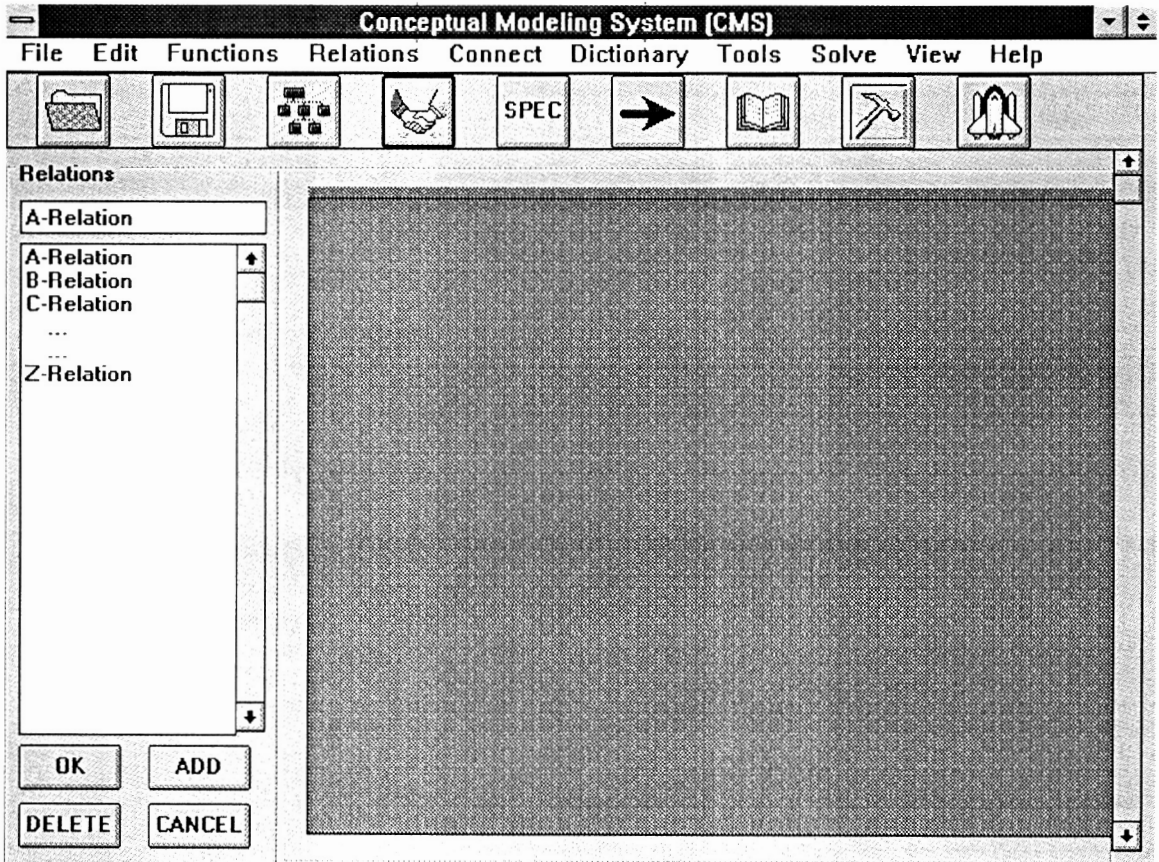 Conceptual Modeling System (CMS)
File Edit Functions Relations Connect Dictionary Tools Solve View Help
SPEC
Relations
A-Relation
A-Relation
B-Relation
C-Relation
...
...
Z-Relation
OK ADD
DELETE CANCEL